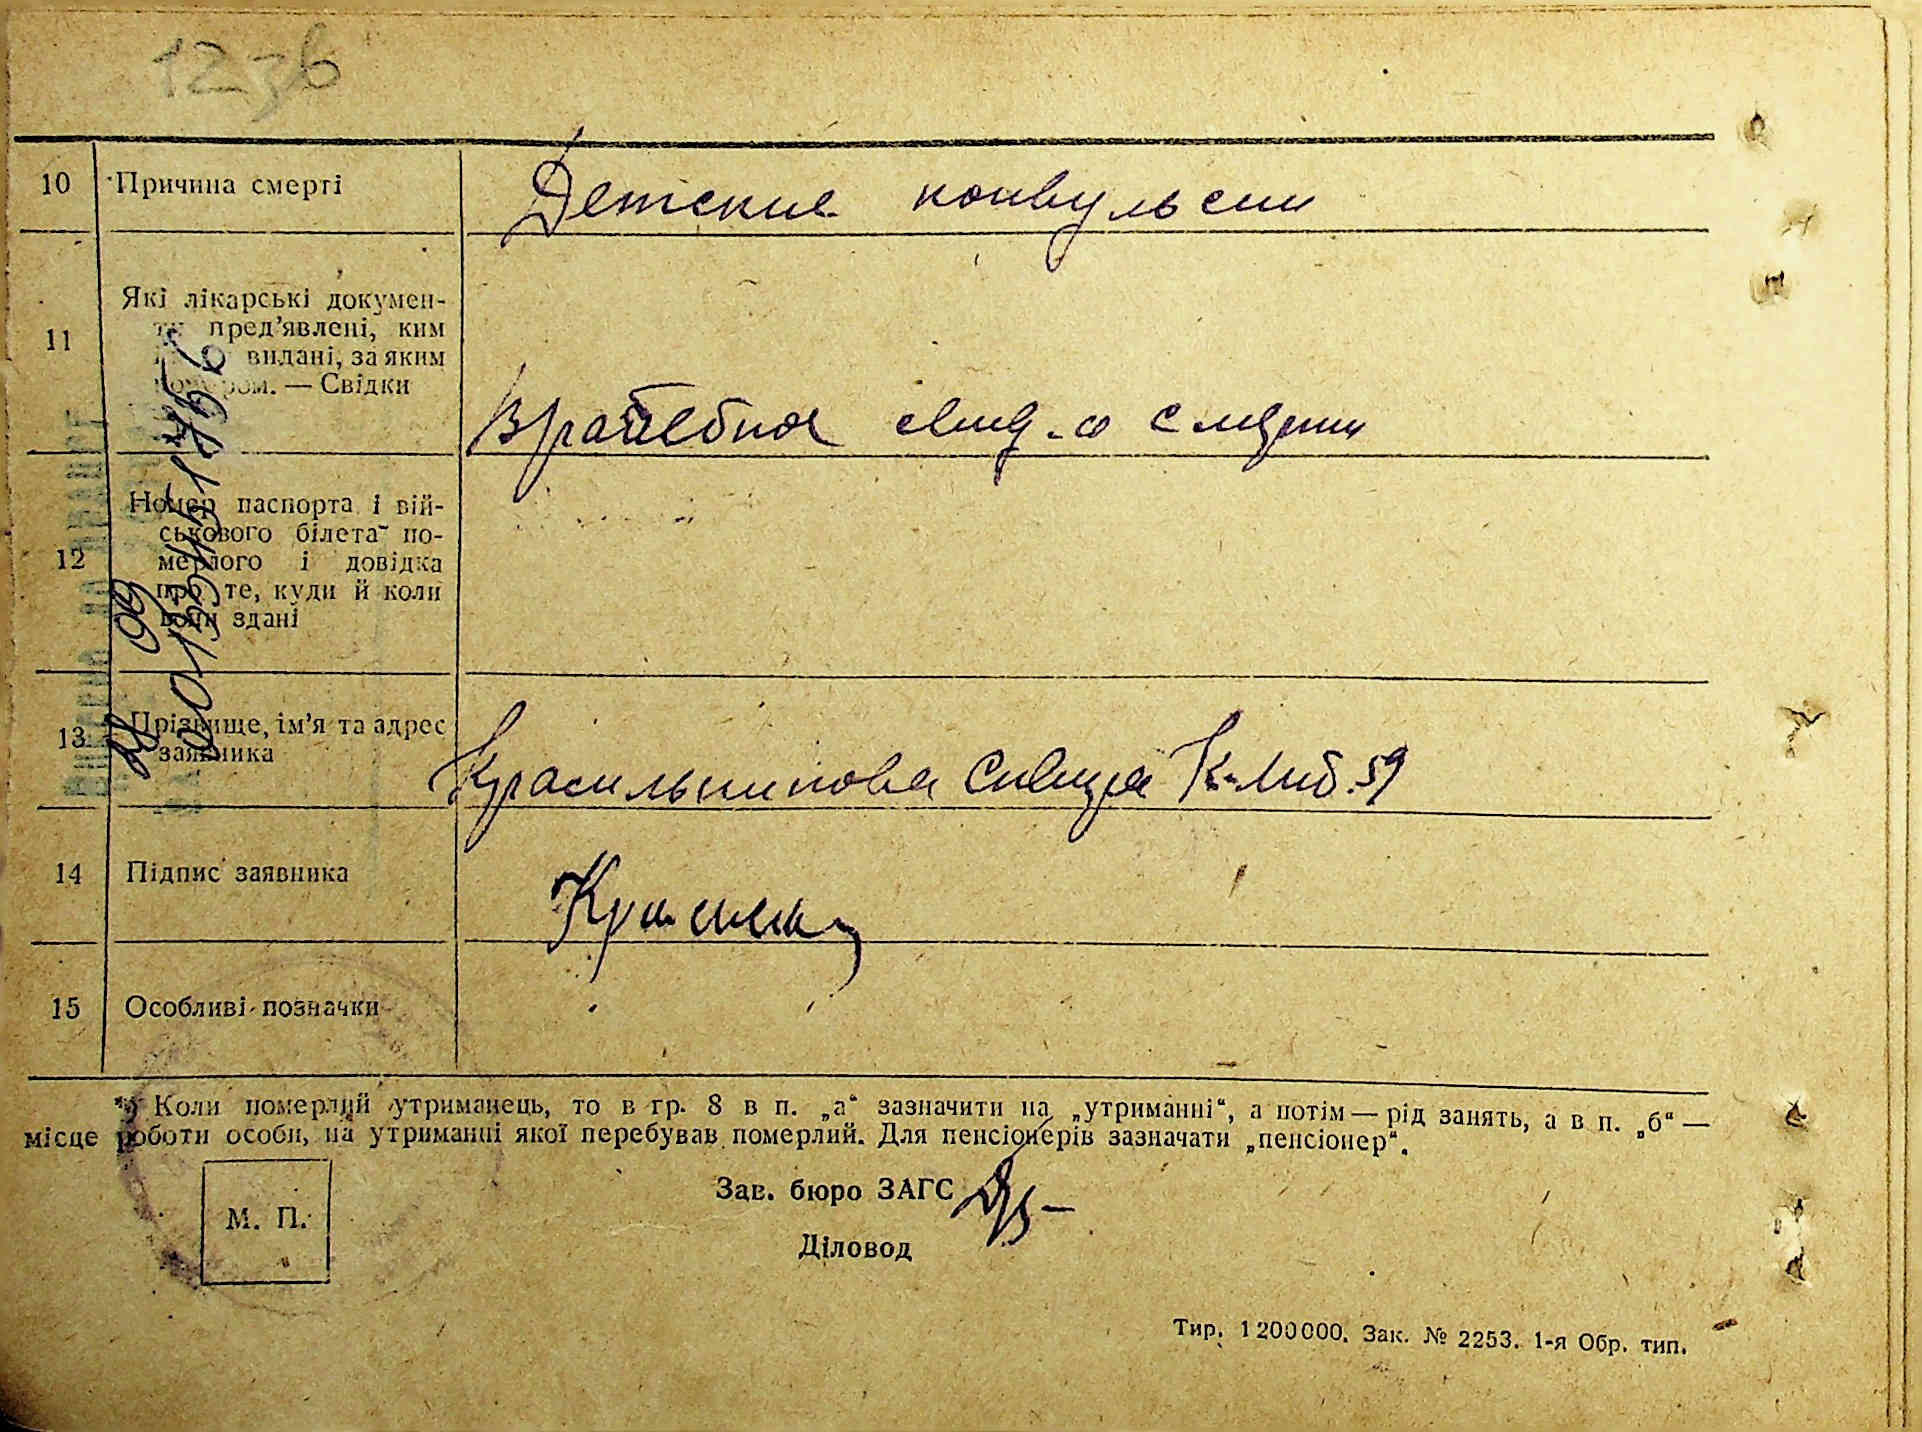 123б
10 Причина смерті Детские конвульсии
11 Які лікарські докумен-
ти пред’явлені, ким
видані, за яким
номером. — Свідки
Врачебное свид-о
12 Номер паспорта і вій-
ськового білета по-
мерлого і довідка
про те, куди й коли
вони здані
13 Прізвище, ім’я та адрес
заявника
Красильникова 59
14 Підпис заявника
15 Особливі позначки
*) Коли померлий утриманець, то в гр. 8 в п. „а“ зазначити на „утриманні“, а потім — рід занять, а в п. „б“ —
місце роботи особи, на утриманні якої перебував померлий. Для пенсіонерів зазначати „пенсіонер“.
Зав. бюро ЗАГС
М. П.
Діловод
Тир. 1200000. Зак. № 2253. 1-я Обр. тип.